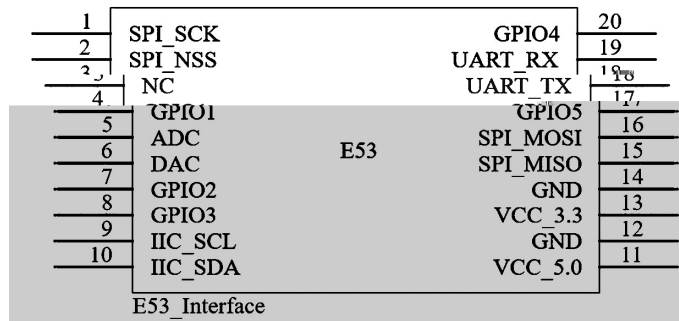 1 SPI_SCK GPIO4 20
2 SPI_NSS UART_RX 19
3 NC UART_TX 18
4 GPIO1 GPIO5 17
5 ADC SPI_MOSI 16
6 DAC E53 SPI_MISO 15
7 GPIO2 GND 14
8 GPIO3 VCC_3.3 13
9 IIC_SCL GND 12
10 IIC_SDA VCC_5.0 11
E53_Interface